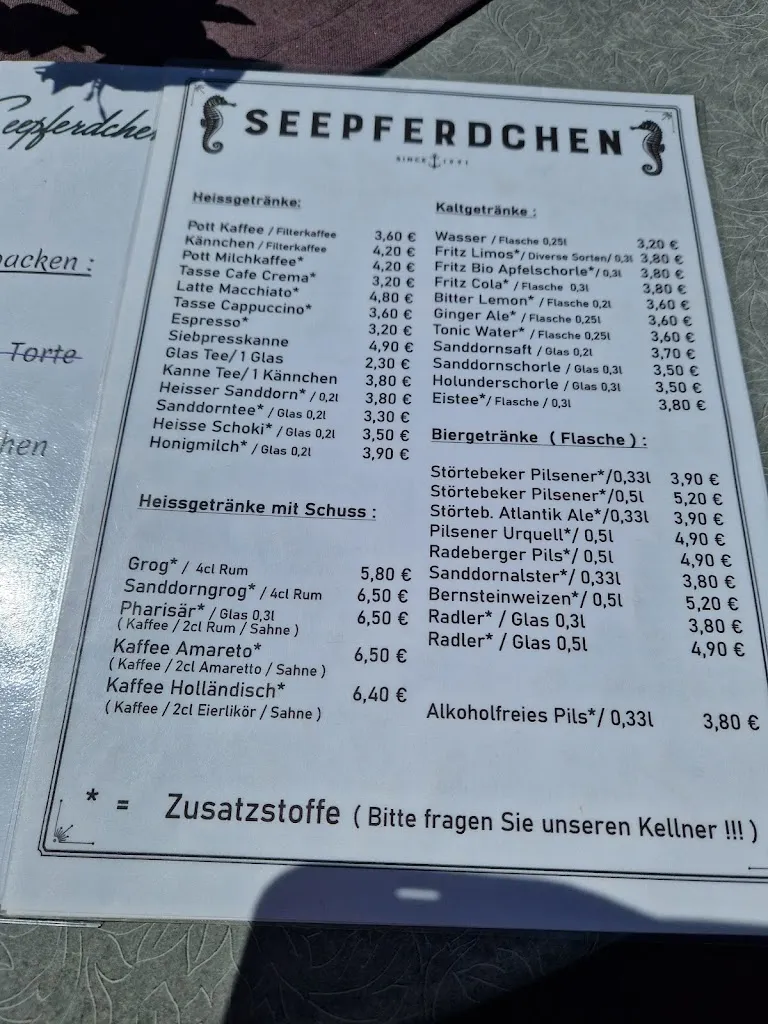 Seepferdchen
backen :
Torte
hen
SEEPFERDCHEN
SINCE 1991
Heissgetränke:
Pott Kaffee / Filterkaffee 3,60 €
Kännchen / Filterkaffee 4,20 €
Pott Milchkaffee* 4,20 €
Tasse Cafe Crema* 3,20 €
Latte Macchiato* 4,80 €
Tasse Cappuccino* 3,60 €
Espresso* 3,20 €
Siebpresskanne 4,90 €
Glas Tee/ 1 Glas 2,30 €
Kanne Tee/ 1 Kännchen 3,80 €
Heisser Sanddorn* / 0,2l 3,80 €
Sanddorntee* / Glas 0,2l 3,30 €
Heisse Schoki* / Glas 0,2l 3,50 €
Honigmilch* / Glas 0,2l 3,90 €
Heissgetränke mit Schuss :
Grog* / 4cl Rum 5,80 €
Sanddorngrog* / 4cl Rum 6,50 €
Pharisär* / Glas 0,3l 6,50 €
( Kaffee / 2cl Rum / Sahne )
Kaffee Amareto* 6,50 €
( Kaffee / 2cl Amaretto / Sahne )
Kaffee Holländisch* 6,40 €
( Kaffee / 2cl Eierlikör / Sahne )
Kaltgetränke :
Wasser / Flasche 0,25l 3,20 €
Fritz Limos* / Diverse Sorten/ 0,3l 3,80 €
Fritz Bio Apfelschorle* / 0,3l 3,80 €
Fritz Cola* / Flasche 0,3l 3,80 €
Bitter Lemon* / Flasche 0,2l 3,60 €
Ginger Ale* / Flasche 0,25l 3,60 €
Tonic Water* / Flasche 0,25l 3,60 €
Sanddornsaft / Glas 0,2l 3,70 €
Sanddornschorle / Glas 0,3l 3,50 €
Holunderschorle / Glas 0,3l 3,50 €
Eistee*/ Flasche / 0,3l 3,80 €
Biergetränke ( Flasche ) :
Störtebeker Pilsener*/0,33l 3,90 €
Störtebeker Pilsener*/0,5l 5,20 €
Störteb. Atlantik Ale*/0,33l 3,90 €
Pilsener Urquell*/ 0,5l 4,90 €
Radeberger Pils*/ 0,5l 4,90 €
Sanddornalster*/ 0,33l 3,80 €
Bernsteinweizen*/ 0,5l 5,20 €
Radler* / Glas 0,3l 3,80 €
Radler* / Glas 0,5l 4,90 €
Alkoholfreies Pils*/ 0,33l 3,80 €
* = Zusatzstoffe ( Bitte fragen Sie unseren Kellner !!! )